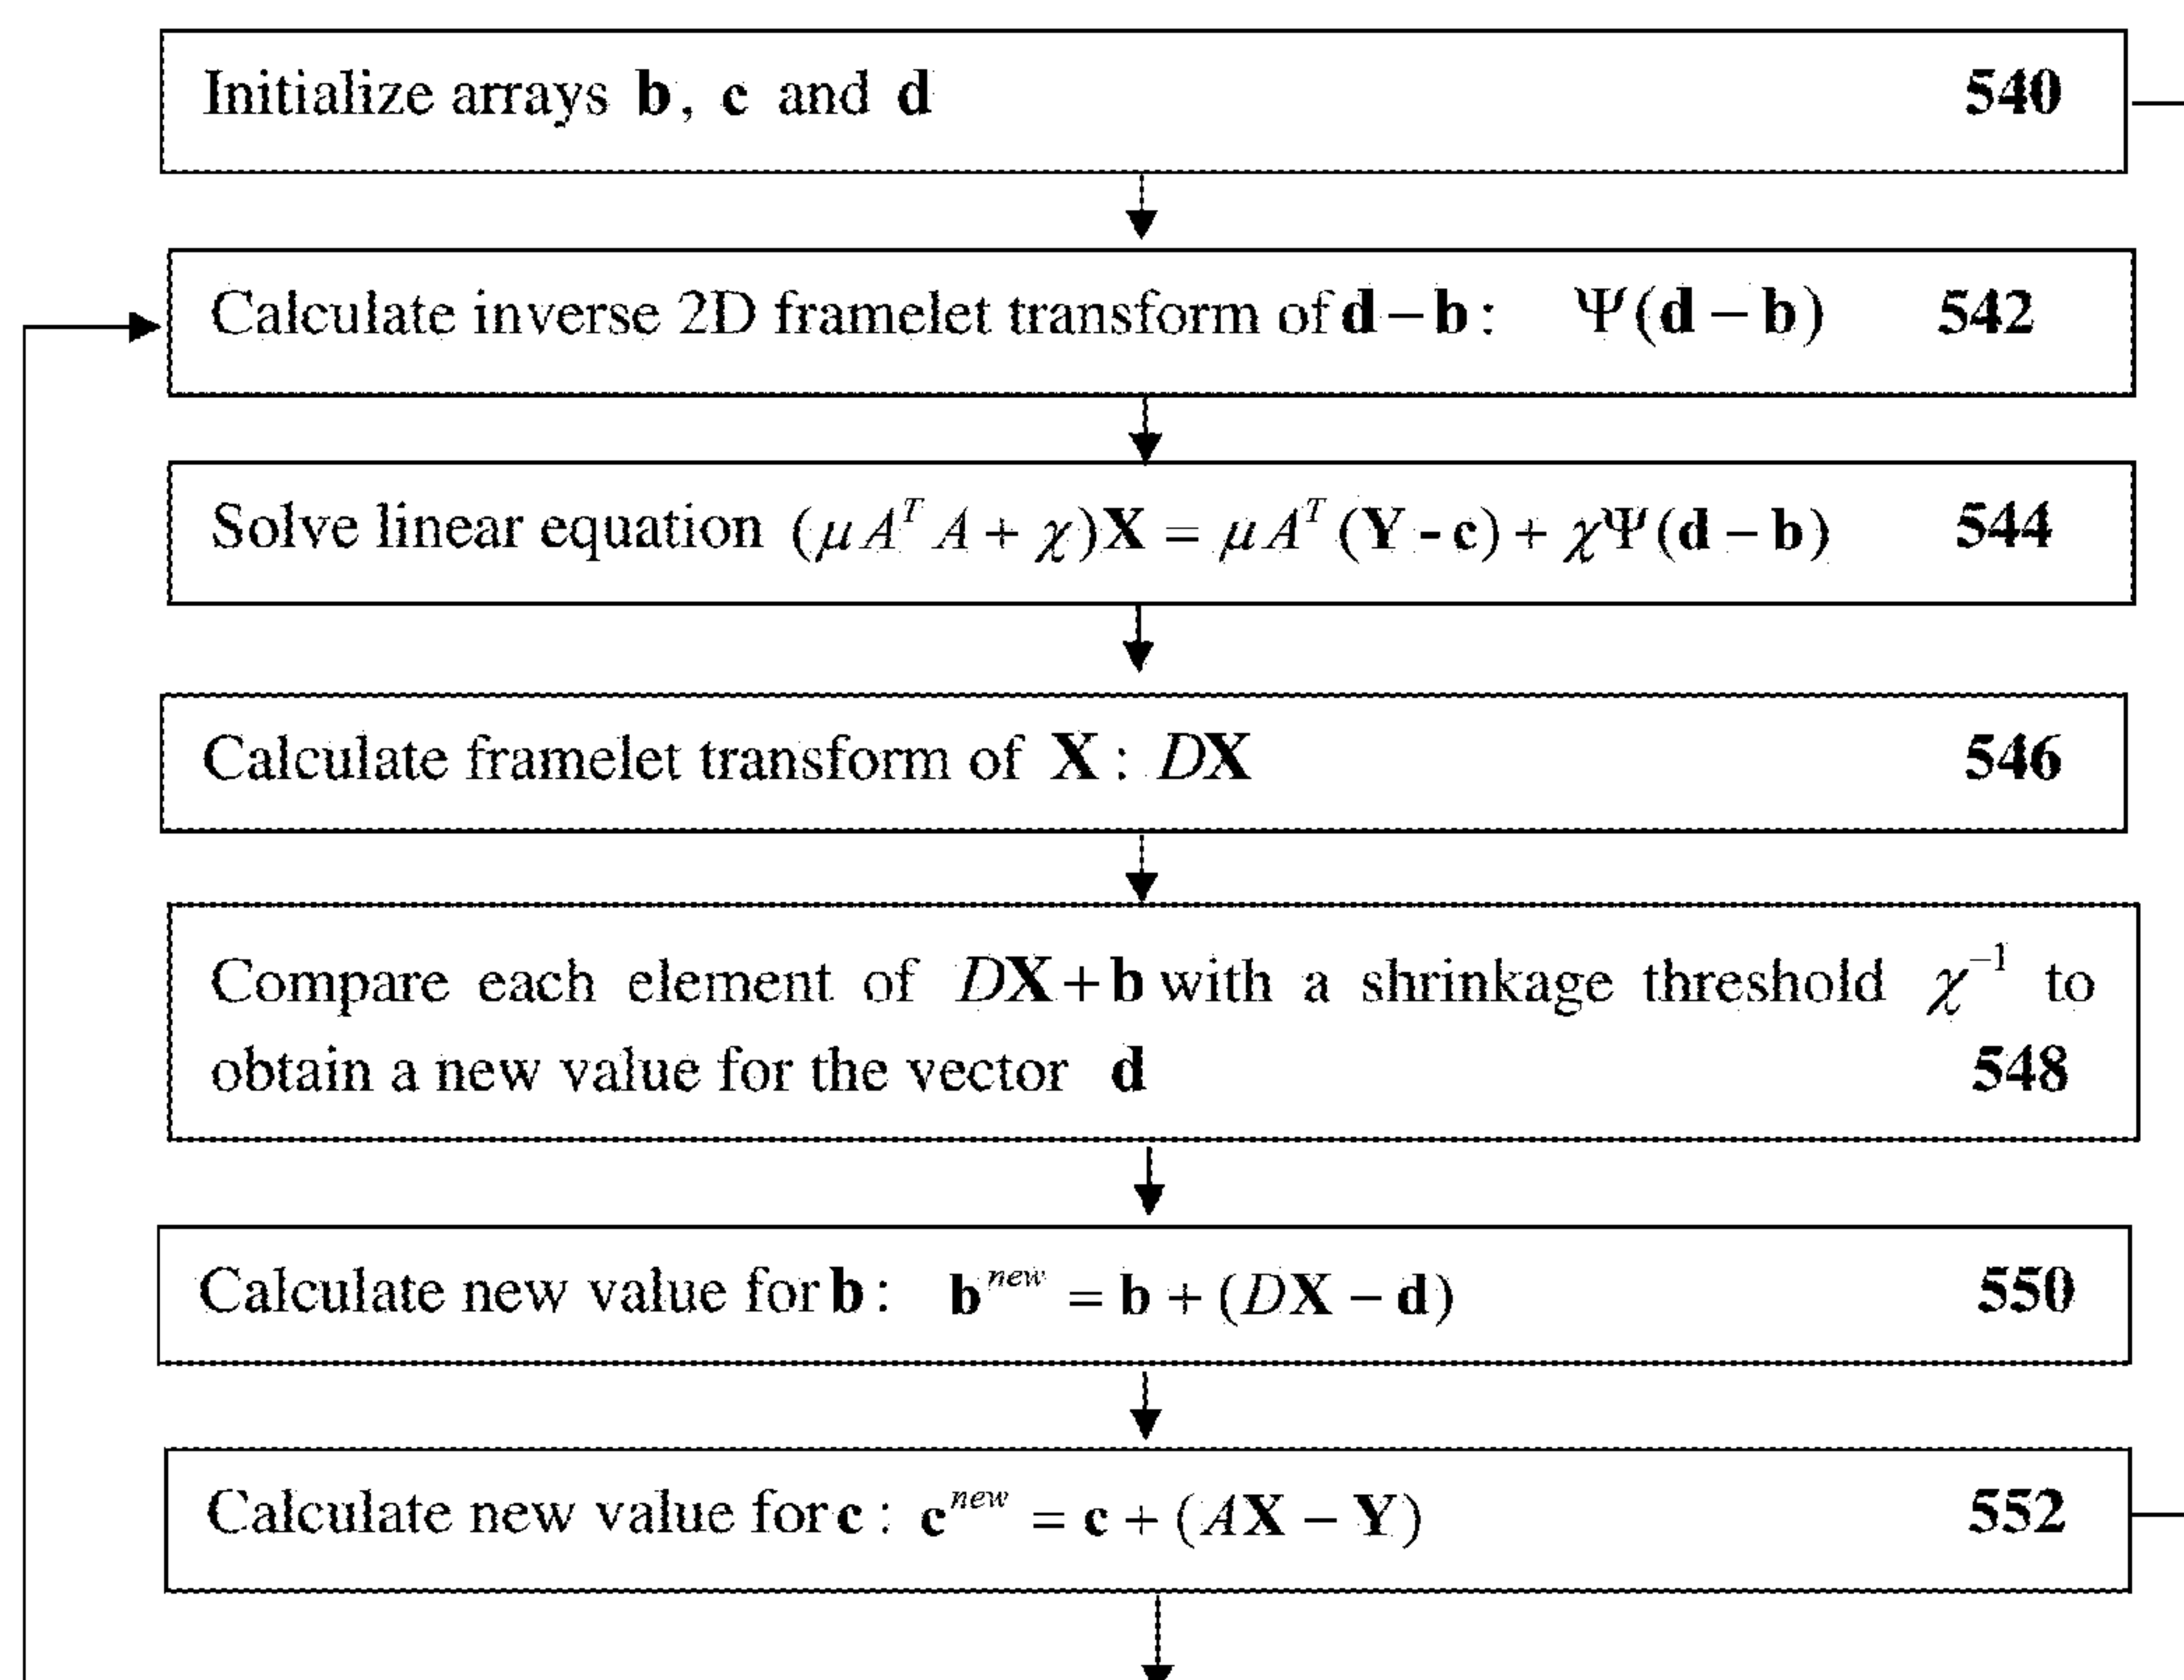 Initialize arrays b, c and d 540
Calculate inverse 2D framelet transform of d − b : Ψ(d − b) 542
Solve linear equation (μA^T A + χ)X = μA^T (Y - c) + χΨ(d − b) 544
Calculate framelet transform of X : DX 546
Compare each element of DX + b with a shrinkage threshold χ^−1 to
obtain a new value for the vector d 548
Calculate new value for b : b^new = b + (DX − d) 550
Calculate new value for c : c^new = c + (AX − Y) 552